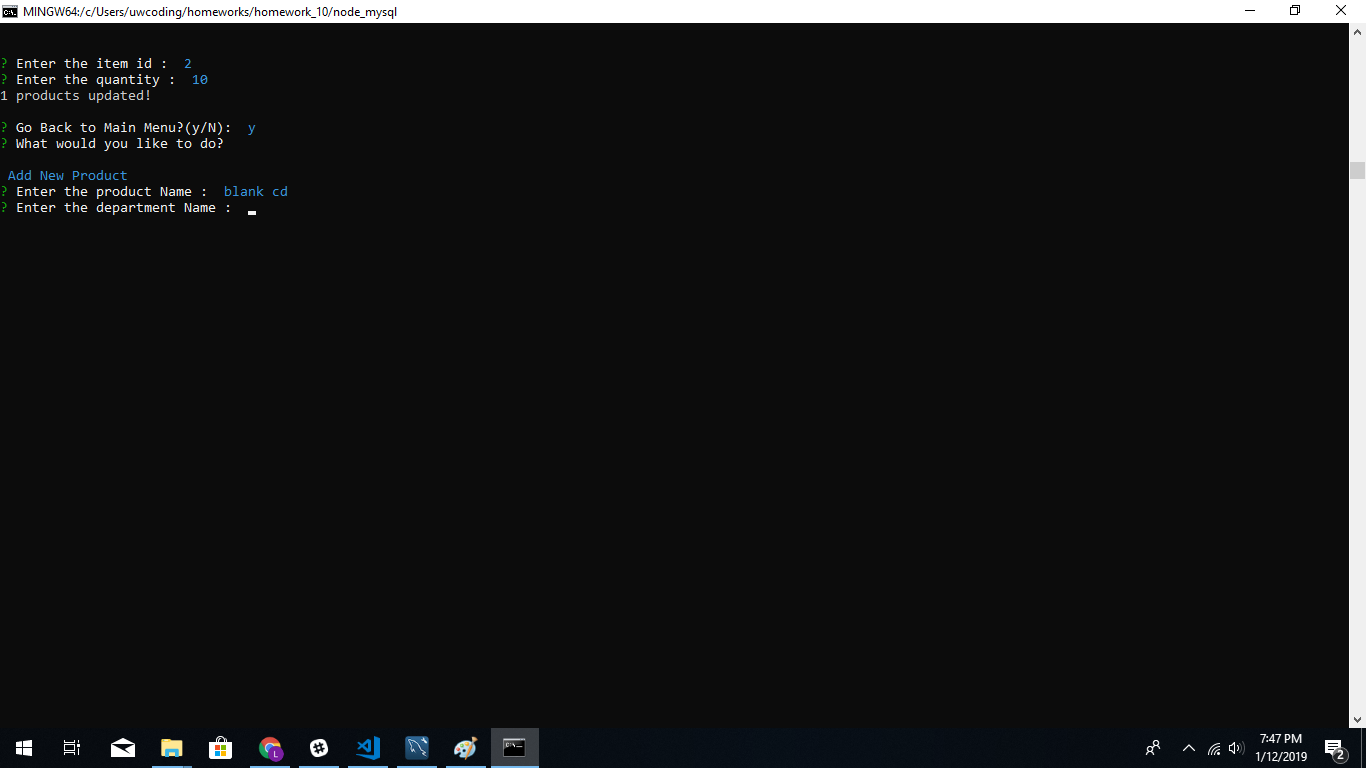 MINGW64:/c/Users/uwcoding/homeworks/homework_10/node_mysql
? Enter the item id :  2
? Enter the quantity :  10
1 products updated!
? Go Back to Main Menu?(y/N):  y
? What would you like to do?
Add New Product
? Enter the product Name :  blank cd
? Enter the department Name :
L
7:47 PM
1/12/2019
2